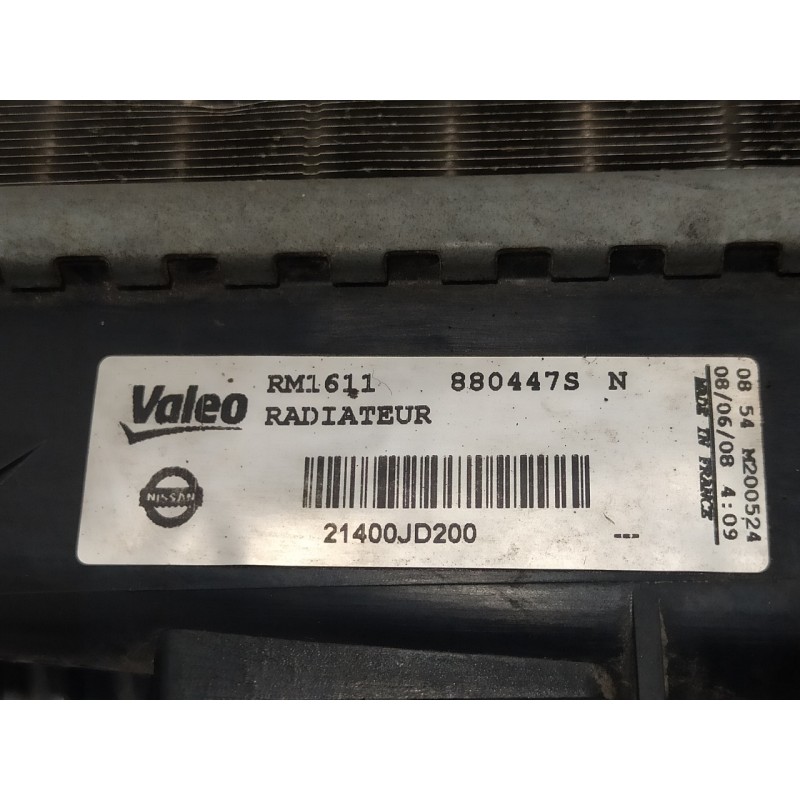 Valeo
RM1611 880447S N
RADIATEUR
NISSAN
21400JD200 ---
08 54 M200524
08/06/08 4:09
MADE IN FRANCE